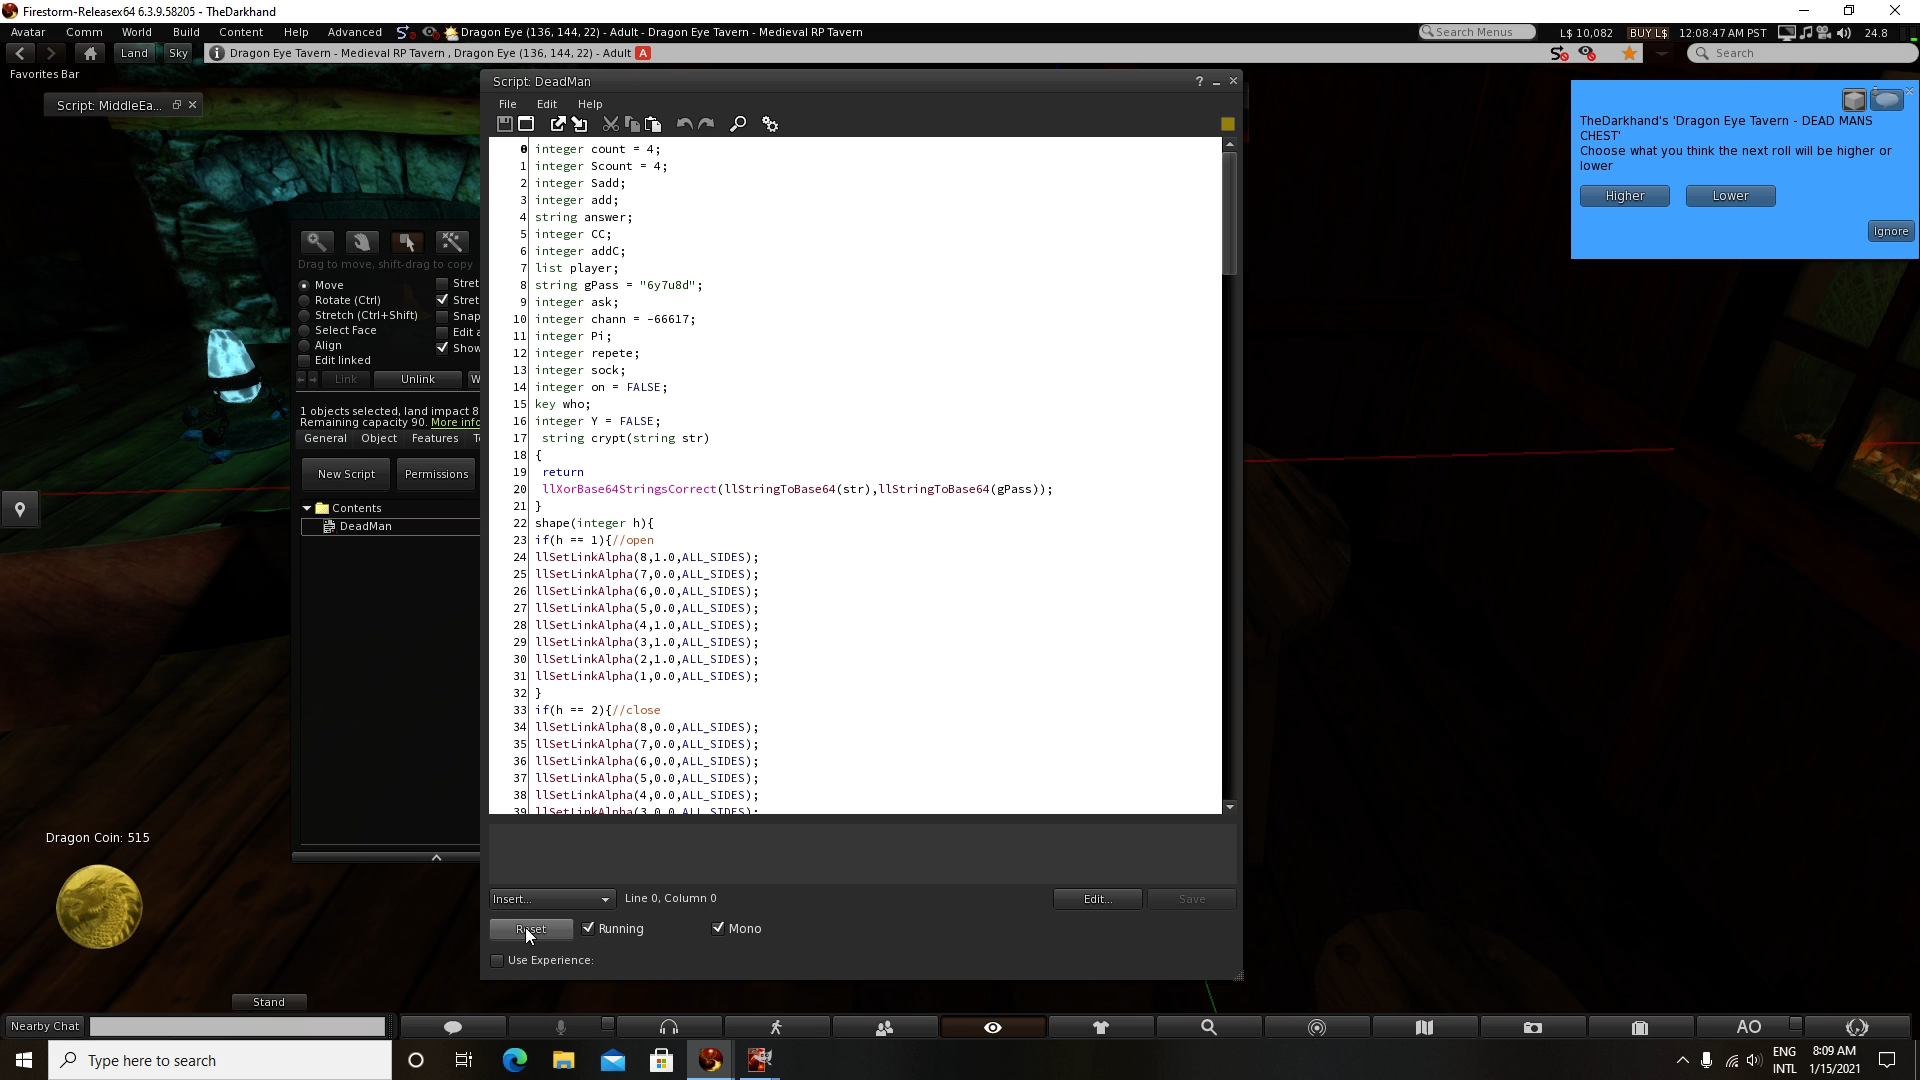 Firestorm-Releasex64 6.3.9.58205 - TheDarkhand
Avatar Comm World Build Content Help Advanced Dragon Eye (136, 144, 22) - Adult - Dragon Eye Tavern - Medieval RP Tavern Search Menus L$ 10,082 BUY L$ 12:08:47 AM PST 24.8
Land Sky Dragon Eye Tavern - Medieval RP Tavern , Dragon Eye (136, 144, 22) - Adult A Search
Favorites Bar
Script: MiddleEa...
Script: DeadMan
File Edit Help
0 integer count = 4;
1 integer Scount = 4;
2 integer Sadd;
3 integer add;
4 string answer;
5 integer CC;
6 integer addC;
7 list player;
8 string gPass = "6y7u8d";
9 integer ask;
10 integer chann = -66617;
11 integer Pi;
12 integer repete;
13 integer sock;
14 integer on = FALSE;
15 key who;
16 integer Y = FALSE;
17 string crypt(string str)
18 {
19 return
20 llXorBase64StringsCorrect(llStringToBase64(str),llStringToBase64(gPass));
21 }
22 shape(integer h){
23 if(h == 1){//open
24 llSetLinkAlpha(8,1.0,ALL_SIDES);
25 llSetLinkAlpha(7,0.0,ALL_SIDES);
26 llSetLinkAlpha(6,0.0,ALL_SIDES);
27 llSetLinkAlpha(5,0.0,ALL_SIDES);
28 llSetLinkAlpha(4,1.0,ALL_SIDES);
29 llSetLinkAlpha(3,1.0,ALL_SIDES);
30 llSetLinkAlpha(2,1.0,ALL_SIDES);
31 llSetLinkAlpha(1,0.0,ALL_SIDES);
32 }
33 if(h == 2){//close
34 llSetLinkAlpha(8,0.0,ALL_SIDES);
35 llSetLinkAlpha(7,0.0,ALL_SIDES);
36 llSetLinkAlpha(6,0.0,ALL_SIDES);
37 llSetLinkAlpha(5,0.0,ALL_SIDES);
38 llSetLinkAlpha(4,0.0,ALL_SIDES);
39 llSetLinkAlpha(3,0.0,ALL_SIDES);
Insert... Line 0, Column 0 Edit... Save
Reset Running Mono
Use Experience:
Drag to move, shift-drag to copy
Move Stret
Rotate (Ctrl) Stret
Stretch (Ctrl+Shift) Snap
Select Face Edit a
Align Show
Edit linked
Link Unlink W
1 objects selected, land impact 8
Remaining capacity 90. More info
General Object Features T
New Script Permissions
Contents
DeadMan
TheDarkhand's 'Dragon Eye Tavern - DEAD MANS
CHEST'
Choose what you think the next roll will be higher or
lower
Higher Lower
Ignore
Dragon Coin: 515
Stand
Nearby Chat AO
Type here to search ENG 8:09 AM
INTL 1/15/2021